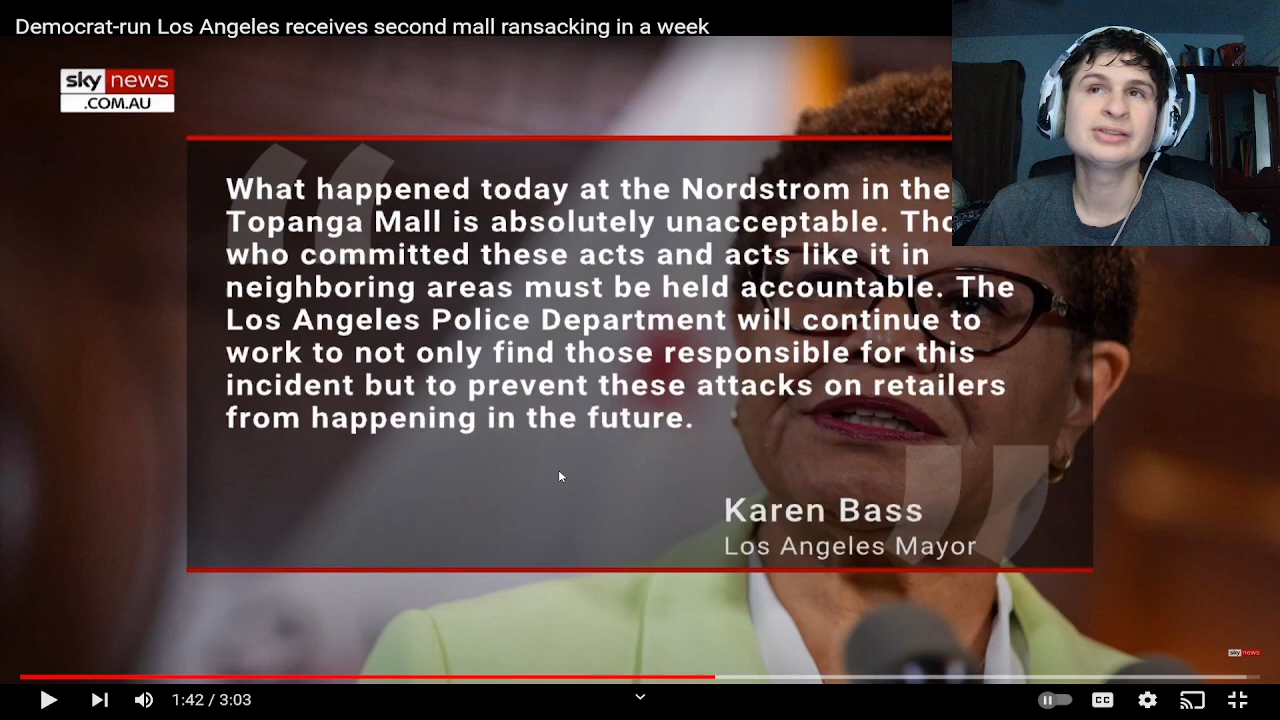 Democrat-run Los Angeles receives second mall ransacking in a week
sky news
.COM.AU
What happened today at the Nordstrom in the
Topanga Mall is absolutely unacceptable.
who committed these acts and acts like it in
neighboring areas must be held accountable. The
Los Angeles Police Department will continue to
work to not only find those responsible for this
incident but to prevent these attacks on retailers
from happening in the future.
Karen Bass
Los Angeles Mayor
sky news
1:42 / 3:03
CC